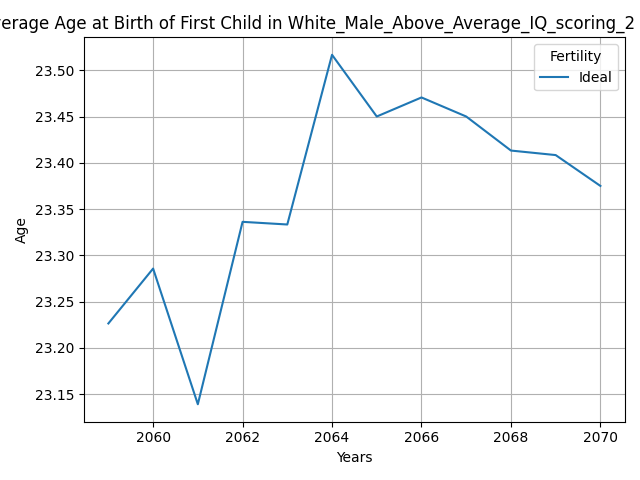 erage Age at Birth of First Child in White_Male_Above_Average_IQ_scoring_2
Fertility
Ideal
23.50
23.45
23.40
23.35
23.30
23.25
23.20
23.15
Age
2060
2062
2064
2066
2068
2070
Years